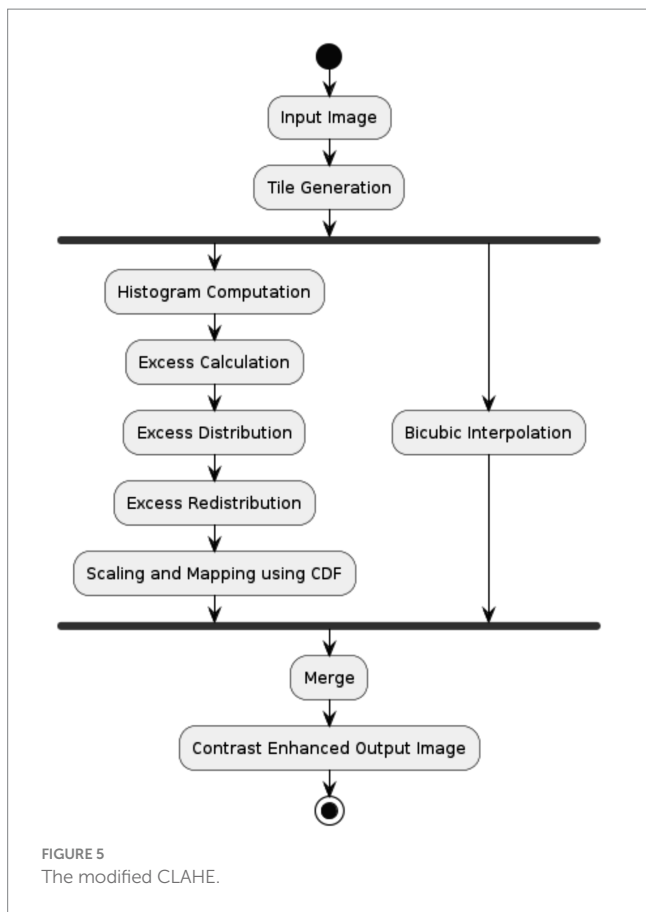 Input Image
Tile Generation
Histogram Computation
Excess Calculation
Excess Distribution
Bicubic Interpolation
Excess Redistribution
Scaling and Mapping using CDF
Merge
Contrast Enhanced Output Image
FIGURE 5
The modified CLAHE.